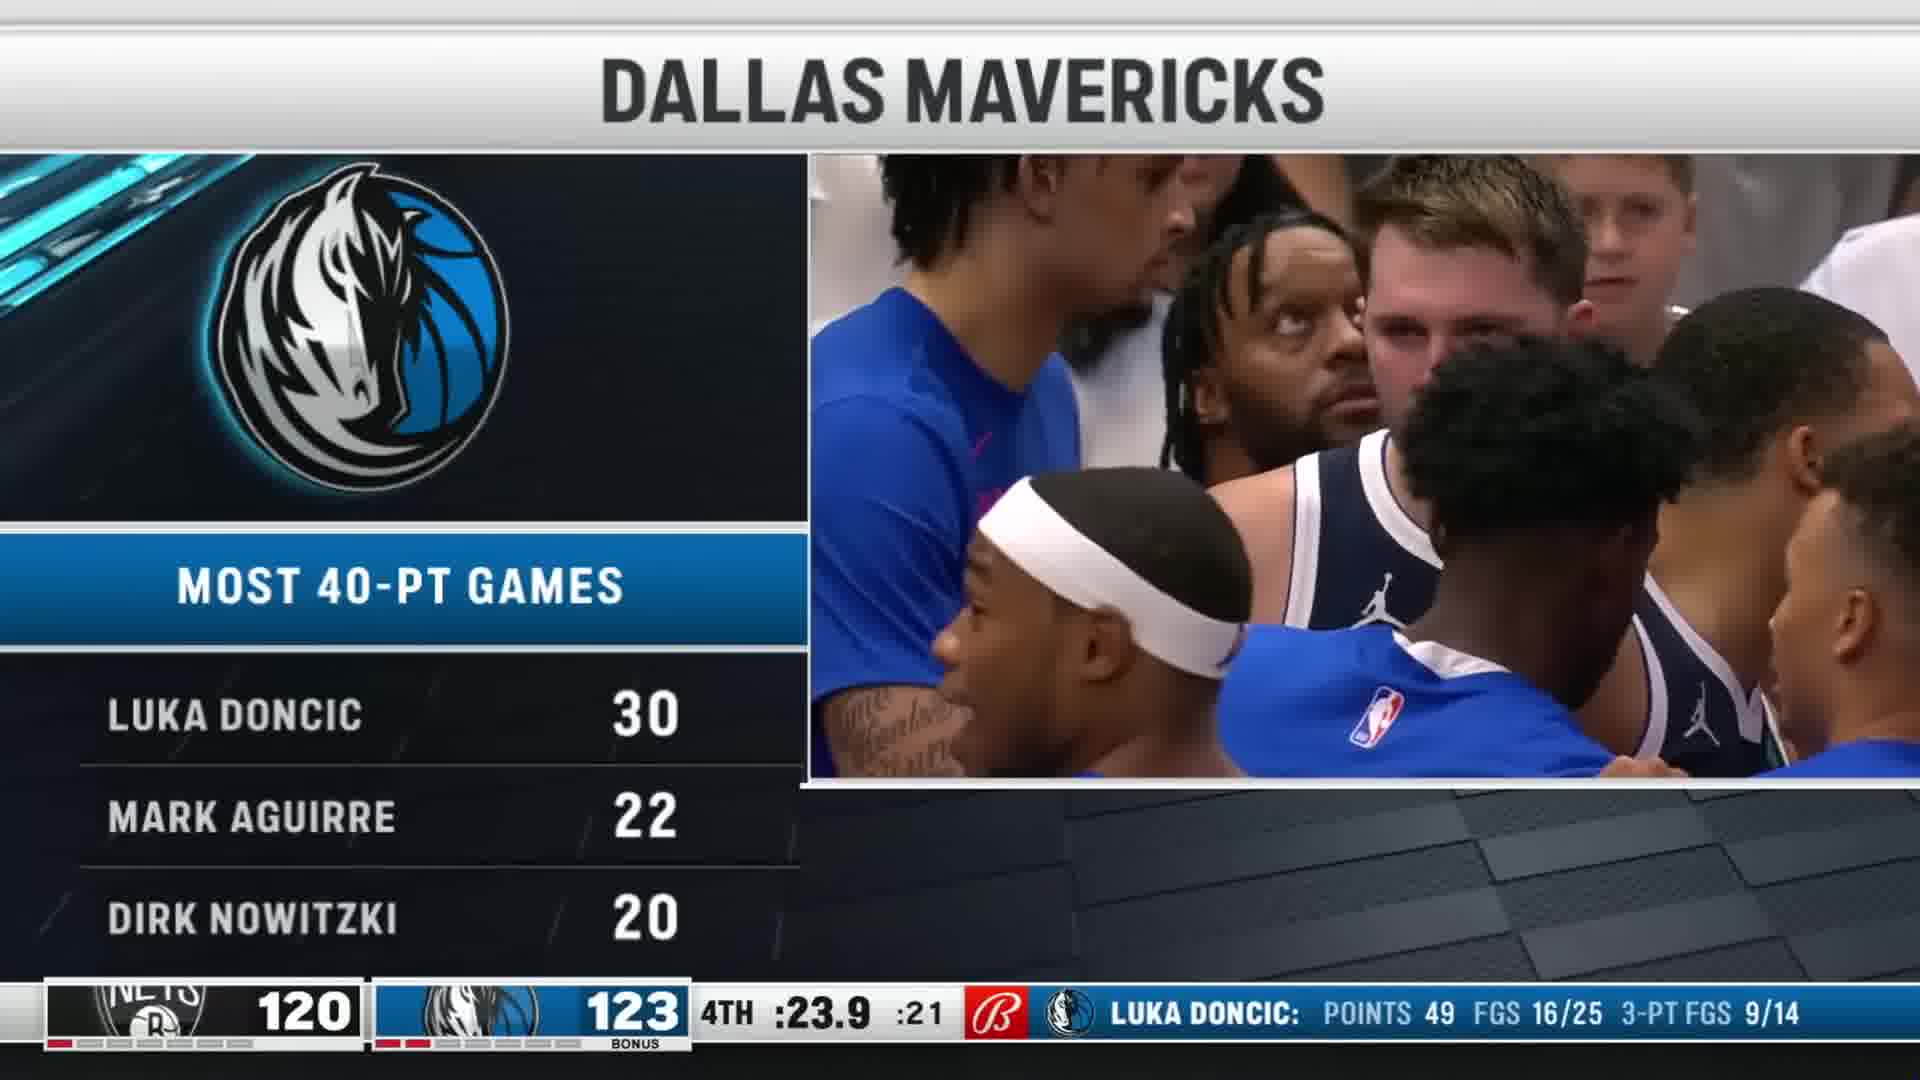 DALLAS MAVERICKS
MOST 40-PT GAMES
LUKA DONCIC 30
MARK AGUIRRE 22
DIRK NOWITZKI 20
NETS B 120 123 BONUS 4TH :23.9 :21 B LUKA DONCIC: POINTS 49 FGS 16/25 3-PT FGS 9/14